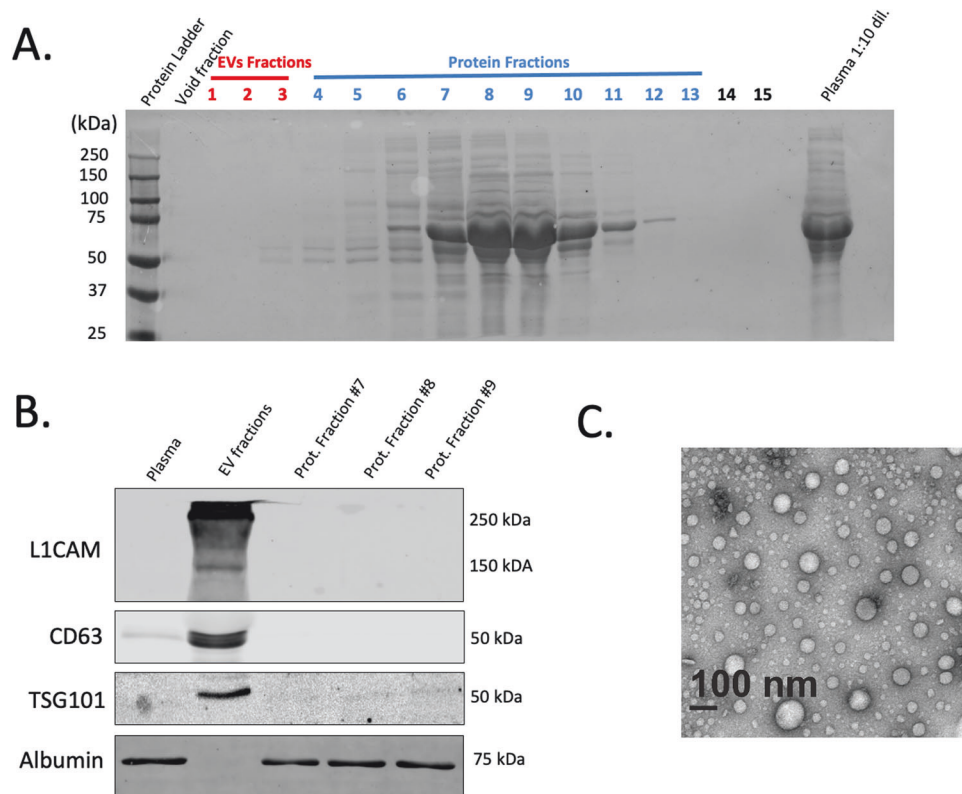 A.
Protein Ladder
Void fraction
EVs Fractions
Protein Fractions
Plasma 1:10 dil.
1 2 3 4 5 6 7 8 9 10 11 12 13 14 15
(kDa)
250
150
100
75
50
37
25
B.
Plasma
EV fractions
Prot. Fraction #7
Prot. Fraction #8
Prot. Fraction #9
L1CAM
250 kDa
150 kDA
CD63
50 kDa
TSG101
50 kDa
Albumin
75 kDa
C.
100 nm